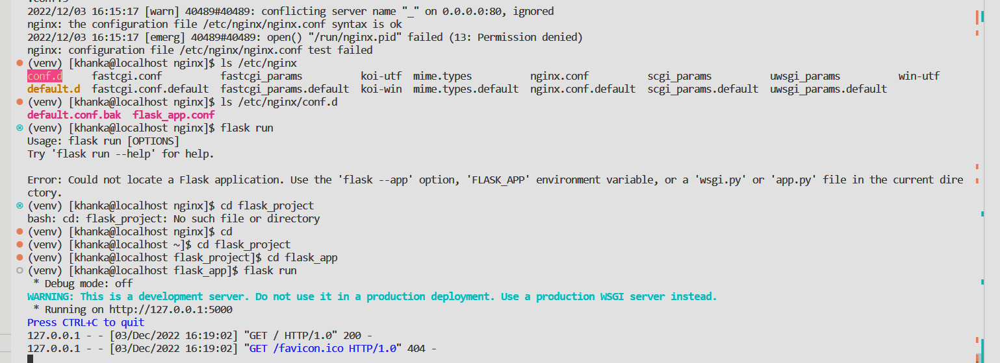 2022/12/03 16:15:17 [warn] 40489#40489: conflicting server name "_" on 0.0.0.0:80, ignored
nginx: the configuration file /etc/nginx/nginx.conf syntax is ok
2022/12/03 16:15:17 [emerg] 40489#40489: open() "/run/nginx.pid" failed (13: Permission denied)
nginx: configuration file /etc/nginx/nginx.conf test failed
(venv) [khanka@localhost nginx]$ ls /etc/nginx
conf.d     fastcgi.conf          fastcgi_params          koi-utf  mime.types          nginx.conf          scgi_params          uwsgi_params          win-utf
default.d  fastcgi.conf.default  fastcgi_params.default  koi-win  mime.types.default  nginx.conf.default  scgi_params.default  uwsgi_params.default
(venv) [khanka@localhost nginx]$ ls /etc/nginx/conf.d
default.conf.bak  flask_app.conf
(venv) [khanka@localhost nginx]$ flask run
Usage: flask run [OPTIONS]
Try 'flask run --help' for help.
Error: Could not locate a Flask application. Use the 'flask --app' option, 'FLASK_APP' environment variable, or a 'wsgi.py' or 'app.py' file in the current dire
ctory.
(venv) [khanka@localhost nginx]$ cd flask_project
bash: cd: flask_project: No such file or directory
(venv) [khanka@localhost nginx]$ cd
(venv) [khanka@localhost ~]$ cd flask_project
(venv) [khanka@localhost flask_project]$ cd flask_app
(venv) [khanka@localhost flask_app]$ flask run
 * Debug mode: off
WARNING: This is a development server. Do not use it in a production deployment. Use a production WSGI server instead.
 * Running on http://127.0.0.1:5000
Press CTRL+C to quit
127.0.0.1 - - [03/Dec/2022 16:19:02] "GET / HTTP/1.0" 200 -
127.0.0.1 - - [03/Dec/2022 16:19:02] "GET /favicon.ico HTTP/1.0" 404 -